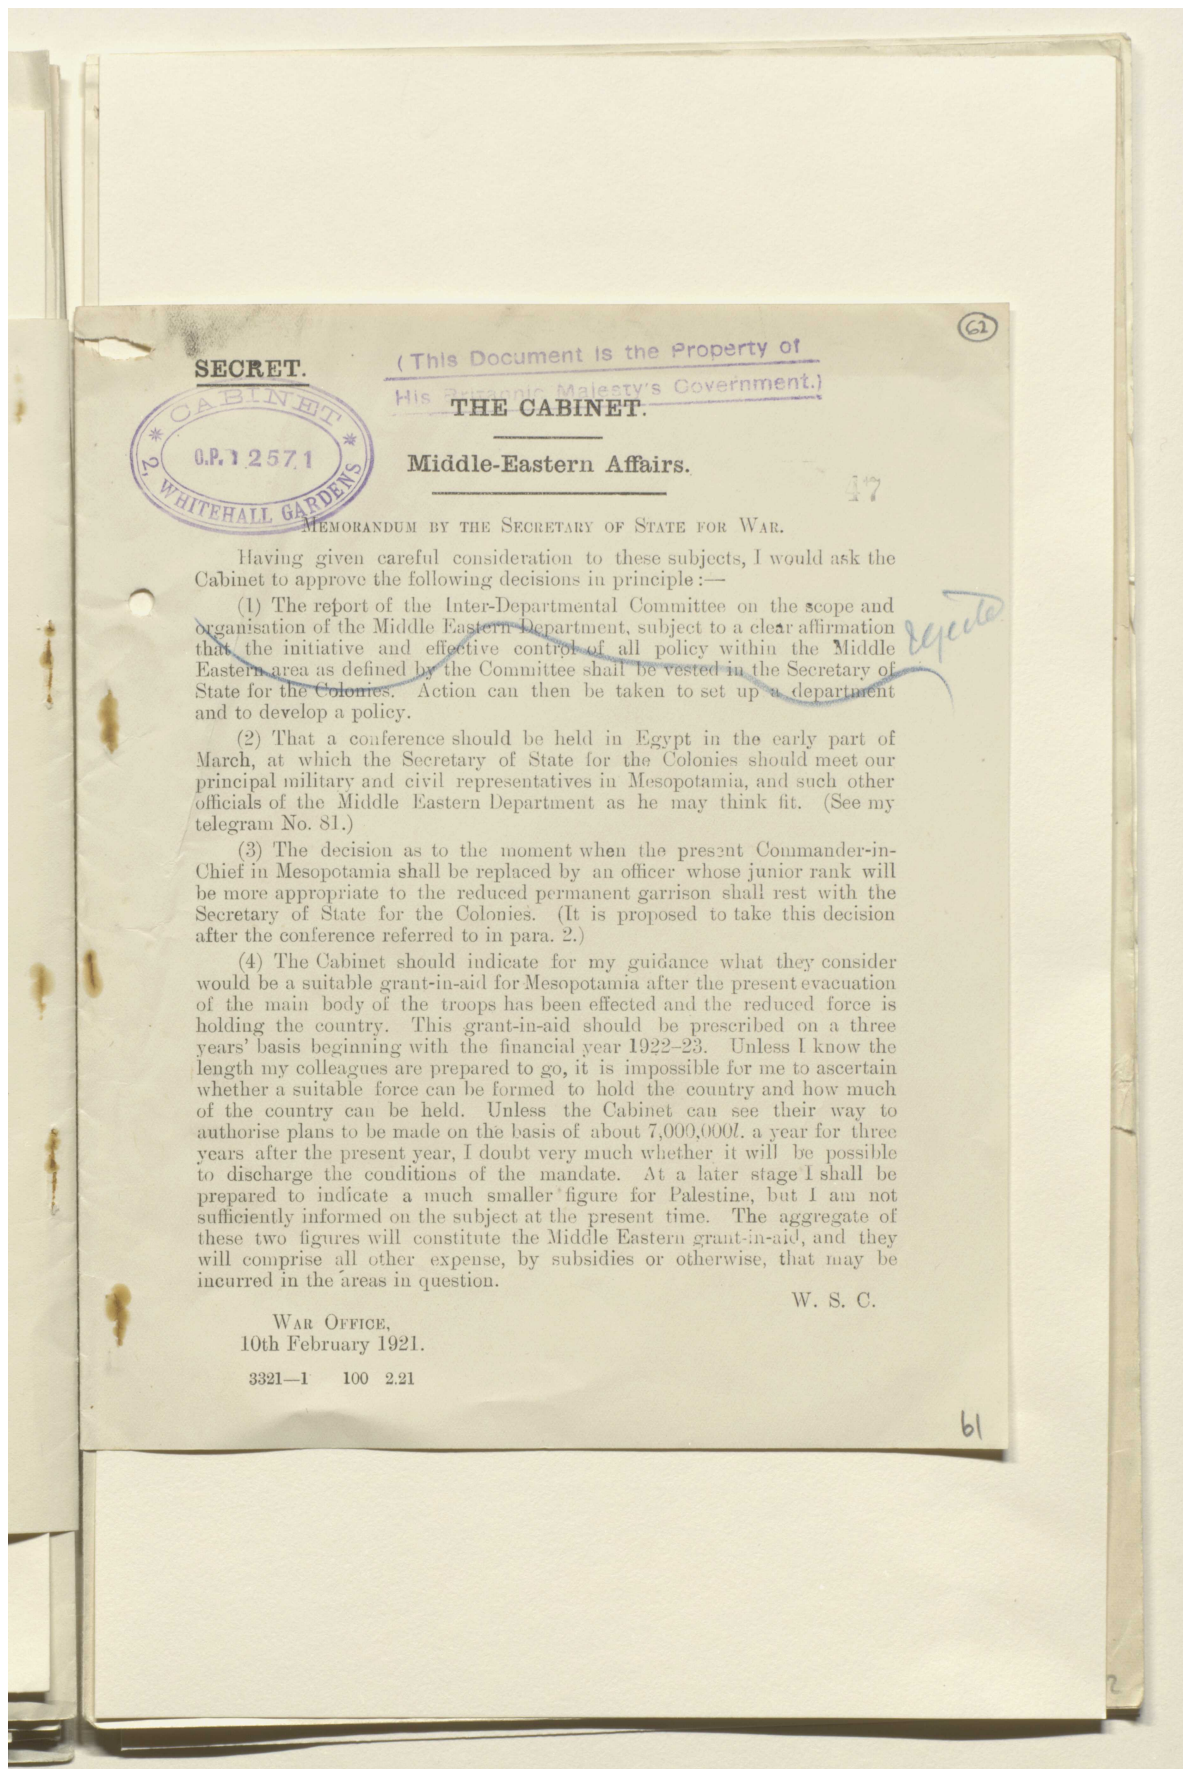 62
SECRET.
(This Document is the Property of
His Britannic Majesty's Government.)
CABINET
C.P. 1 2571
2, WHITEHALL GARDENS
THE CABINET.
Middle-Eastern Affairs.
47
MEMORANDUM BY THE SECRETARY OF STATE FOR WAR.
Having given careful consideration to these subjects, I would ask the
Cabinet to approve the following decisions in principle :—
(1) The report of the Inter-Departmental Committee on the scope and
organisation of the Middle Eastern Department, subject to a clear affirmation
that the initiative and effective control of all policy within the Middle
Eastern area as defined by the Committee shall be vested in the Secretary of
State for the Colonies. Action can then be taken to set up a department
and to develop a policy.
rejected
(2) That a conference should be held in Egypt in the early part of
March, at which the Secretary of State for the Colonies should meet our
principal military and civil representatives in Mesopotamia, and such other
officials of the Middle Eastern Department as he may think fit. (See my
telegram No. 81.)
(3) The decision as to the moment when the present Commander-in-
Chief in Mesopotamia shall be replaced by an officer whose junior rank will
be more appropriate to the reduced permanent garrison shall rest with the
Secretary of State for the Colonies. (It is proposed to take this decision
after the conference referred to in para. 2.)
(4) The Cabinet should indicate for my guidance what they consider
would be a suitable grant-in-aid for Mesopotamia after the present evacuation
of the main body of the troops has been effected and the reduced force is
holding the country. This grant-in-aid should be prescribed on a three
years' basis beginning with the financial year 1922–23. Unless I know the
length my colleagues are prepared to go, it is impossible for me to ascertain
whether a suitable force can be formed to hold the country and how much
of the country can be held. Unless the Cabinet can see their way to
authorise plans to be made on the basis of about 7,000,000l. a year for three
years after the present year, I doubt very much whether it will be possible
to discharge the conditions of the mandate. At a later stage I shall be
prepared to indicate a much smaller figure for Palestine, but I am not
sufficiently informed on the subject at the present time. The aggregate of
these two figures will constitute the Middle Eastern grant-in-aid, and they
will comprise all other expense, by subsidies or otherwise, that may be
incurred in the areas in question.
W. S. C.
WAR OFFICE,
10th February 1921.
3321—1 100 2.21
61